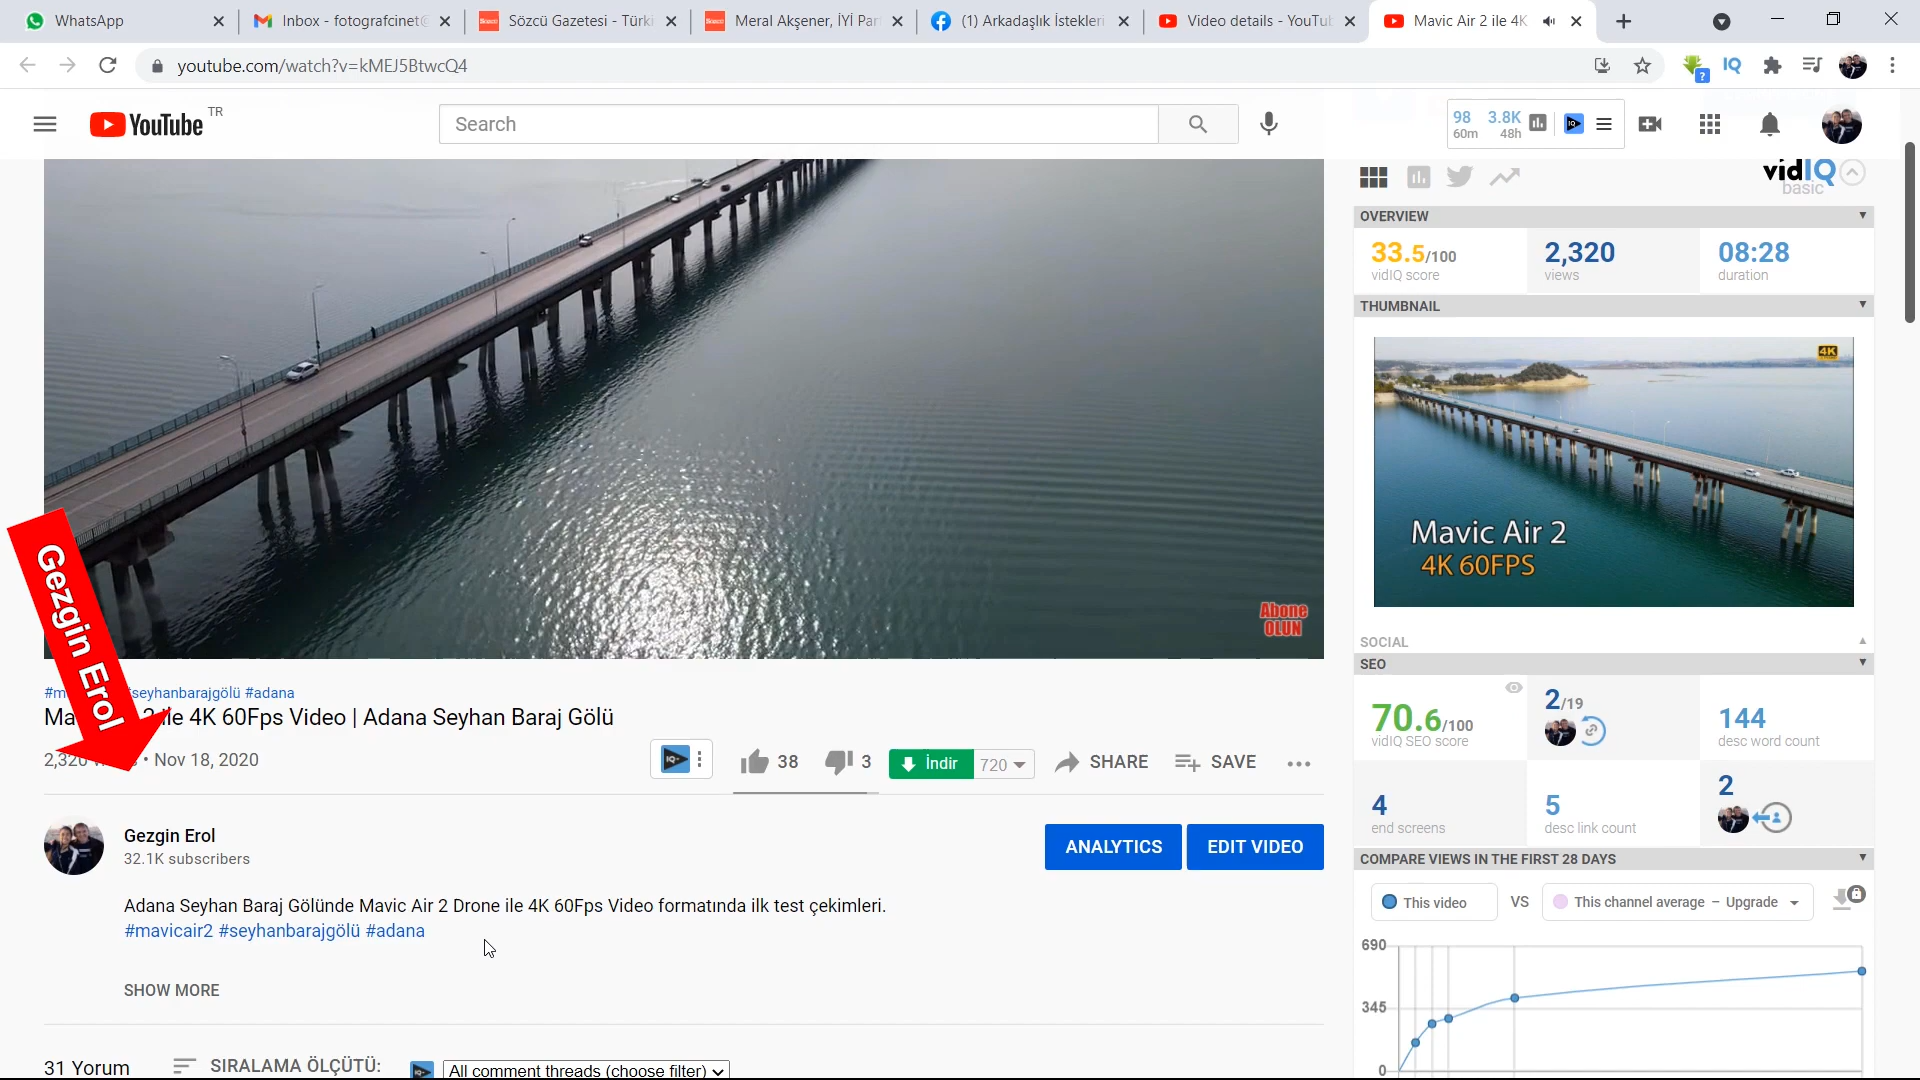 WhatsApp
Inbox - fotografcinet@
Sözcü Gazetesi - Türki
Meral Akşener, İYİ Par
(1) Arkadaşlık İstekleri
Video details - YouTub
Mavic Air 2 ile 4K
youtube.com/watch?v=kMEJ5BtwcQ4
YouTube TR
Search
98 3.8K
60m 48h
vidIQ
basic
OVERVIEW
33.5/100
vidIQ score
2,320
views
08:28
duration
THUMBNAIL
4K
Mavic Air 2
4K 60FPS
Abone
OLUN
SOCIAL
SEO
70.6/100
vidIQ SEO score
2/19
144
desc word count
4
end screens
5
desc link count
2
COMPARE VIEWS IN THE FIRST 28 DAYS
This video VS This channel average – Upgrade
690
345
0
Gezgin Erol
#m seyhanbarajgölü #adana
Ma 2 ile 4K 60Fps Video | Adana Seyhan Baraj Gölü
2,320 • Nov 18, 2020
38
3
İndir 720
SHARE
SAVE
Gezgin Erol
32.1K subscribers
ANALYTICS
EDIT VIDEO
Adana Seyhan Baraj Gölünde Mavic Air 2 Drone ile 4K 60Fps Video formatında ilk test çekimleri.
#mavicair2 #seyhanbarajgölü #adana
SHOW MORE
31 Yorum
SIRALAMA ÖLÇÜTÜ:
All comment threads (choose filter)